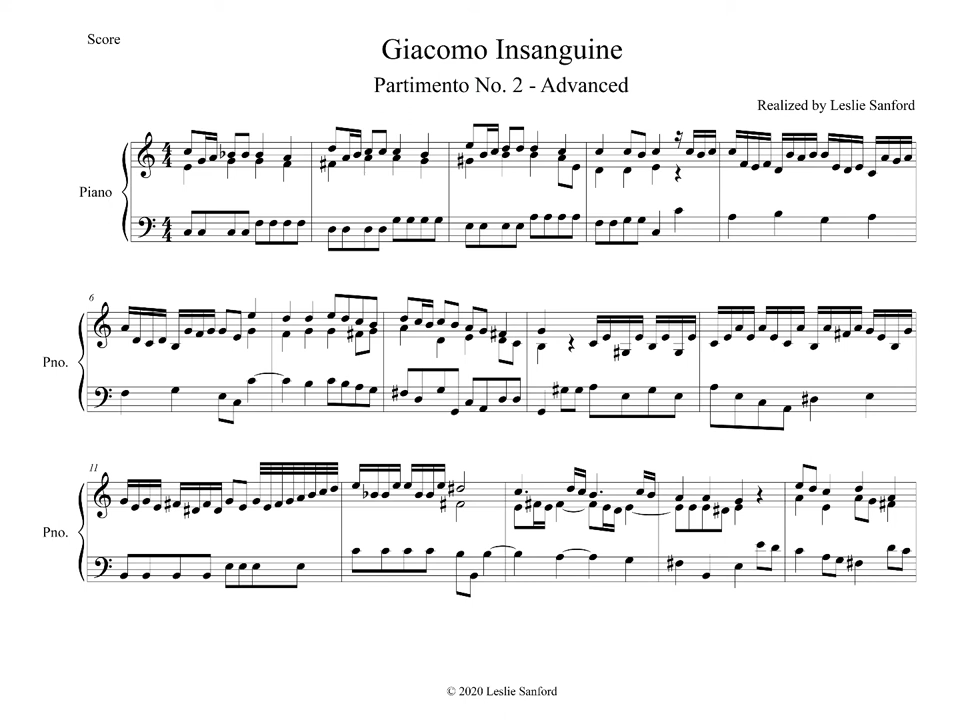 Score
Giacomo Insanguine
Partimento No. 2 - Advanced
Realized by Leslie Sanford
Piano
6
Pno.
11
Pno.
© 2020 Leslie Sanford